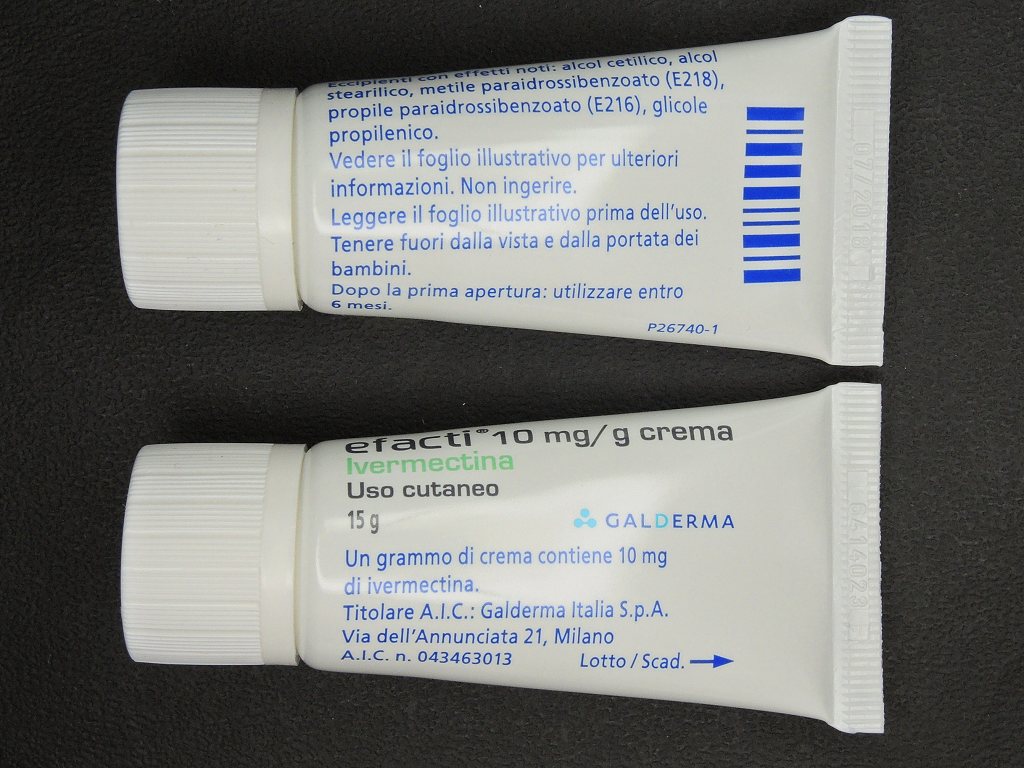 Eccipienti con effetti noti: alcol cetilico, alcol
stearilico, metile paraidrossibenzoato (E218),
propile paraidrossibenzoato (E216), glicole
propilenico.
Vedere il foglio illustrativo per ulteriori
informazioni. Non ingerire.
Leggere il foglio illustrativo prima dell'uso.
Tenere fuori dalla vista e dalla portata dei
bambini.
Dopo la prima apertura: utilizzare entro
6 mesi.
P26740-1
07 2018
efacti® 10 mg/g crema
Ivermectina
Uso cutaneo
15 g
GALDERMA
Un grammo di crema contiene 10 mg
di ivermectina.
Titolare A.I.C.: Galderma Italia S.p.A.
Via dell'Annunciata 21, Milano
A.I.C. n. 043463013
Lotto / Scad.